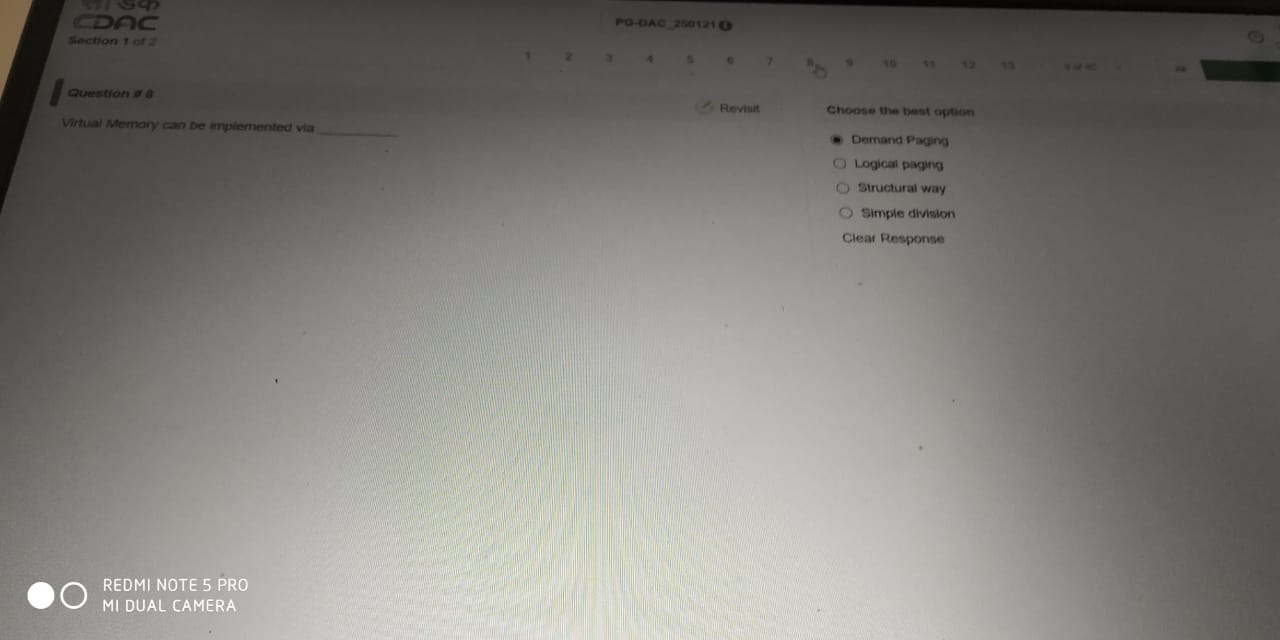 CDAC
Section 1 of 2
PG-DAC_250121
1 2 3 4 5 6 7 8 9 10 11 12 13
Question # 8
Revisit
Virtual Memory can be implemented via __________
Choose the best option
Demand Paging
Logical paging
Structural way
Simple division
Clear Response
REDMI NOTE 5 PRO
MI DUAL CAMERA